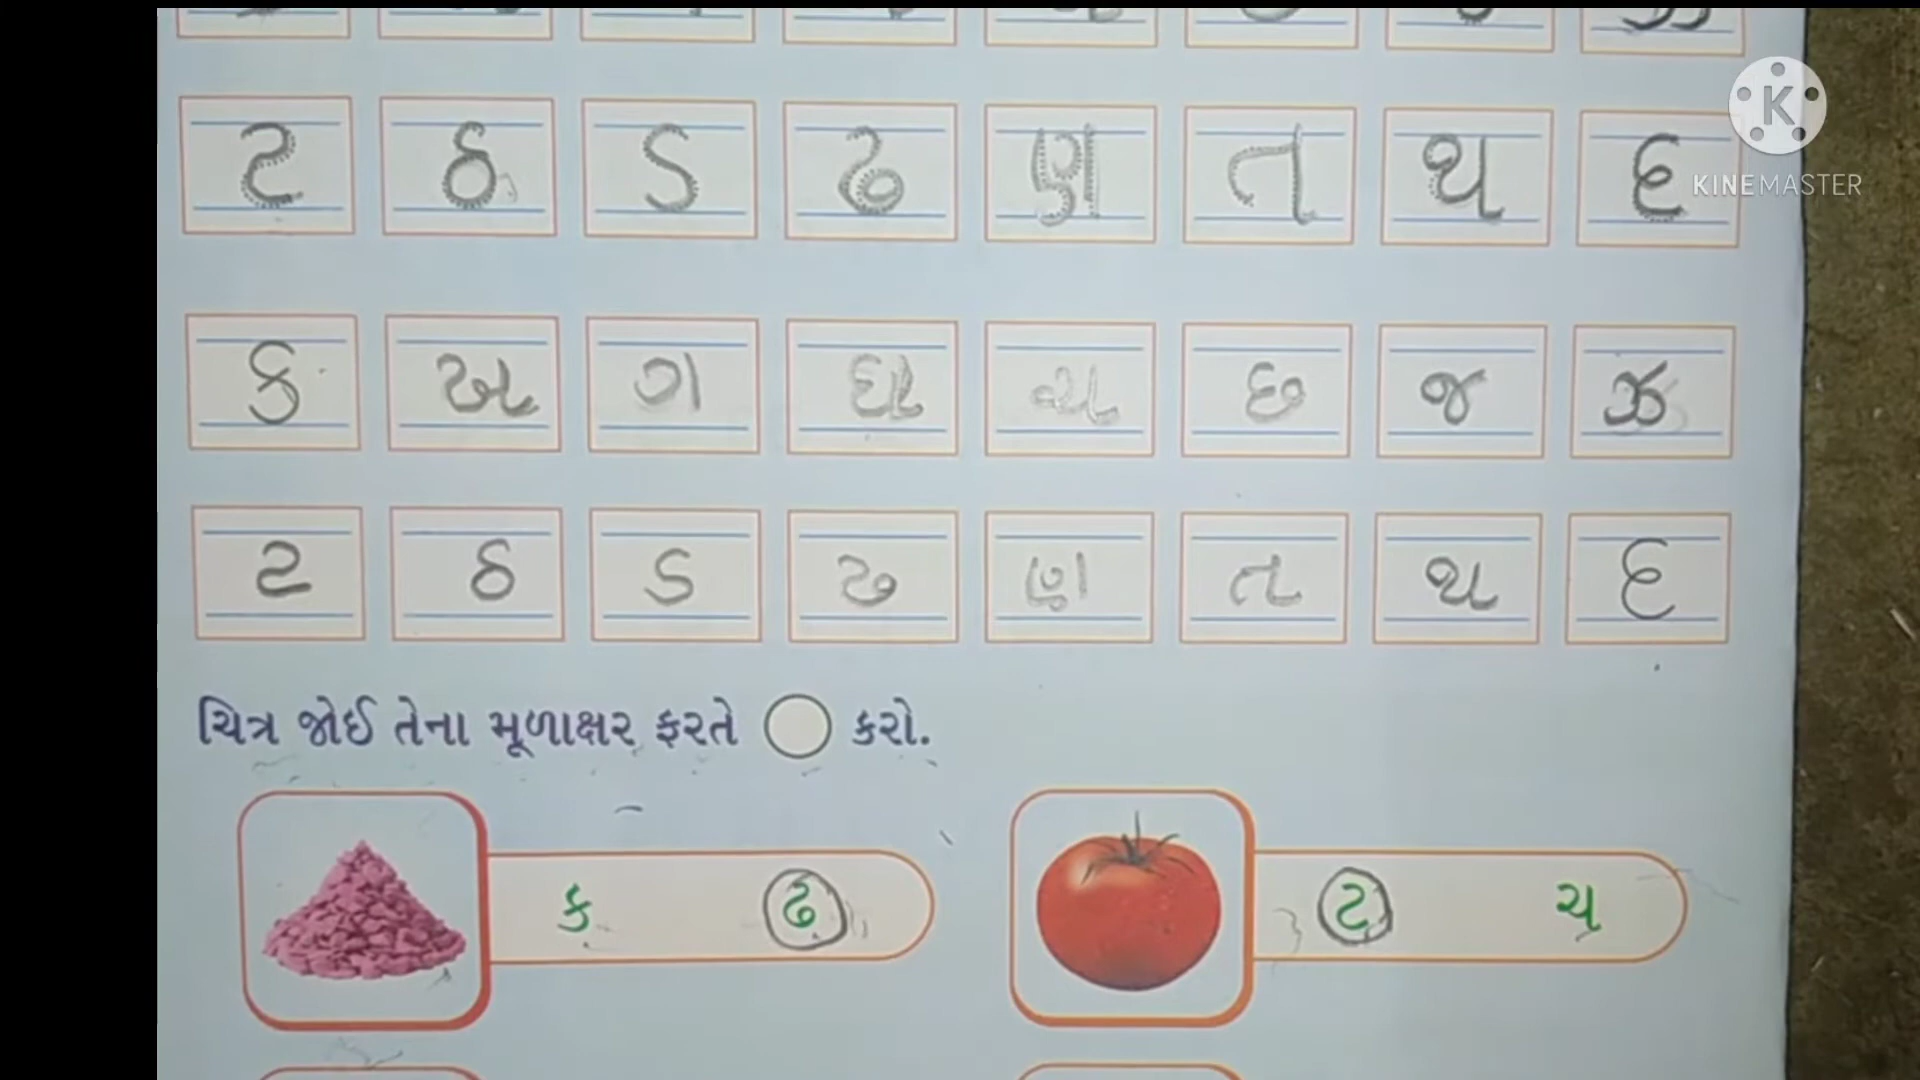 ટ ઠ ડ ઢ ણ ત થ દ
KINEMASTER
ક ખ ગ ઘ ચ છ જ ઝ
ટ ઠ ડ ઢ ણ ત થ દ
ચિત્ર જોઈ તેના મૂળાક્ષર ફરતે ◯ કરો.
ક ઢ ટ ચ